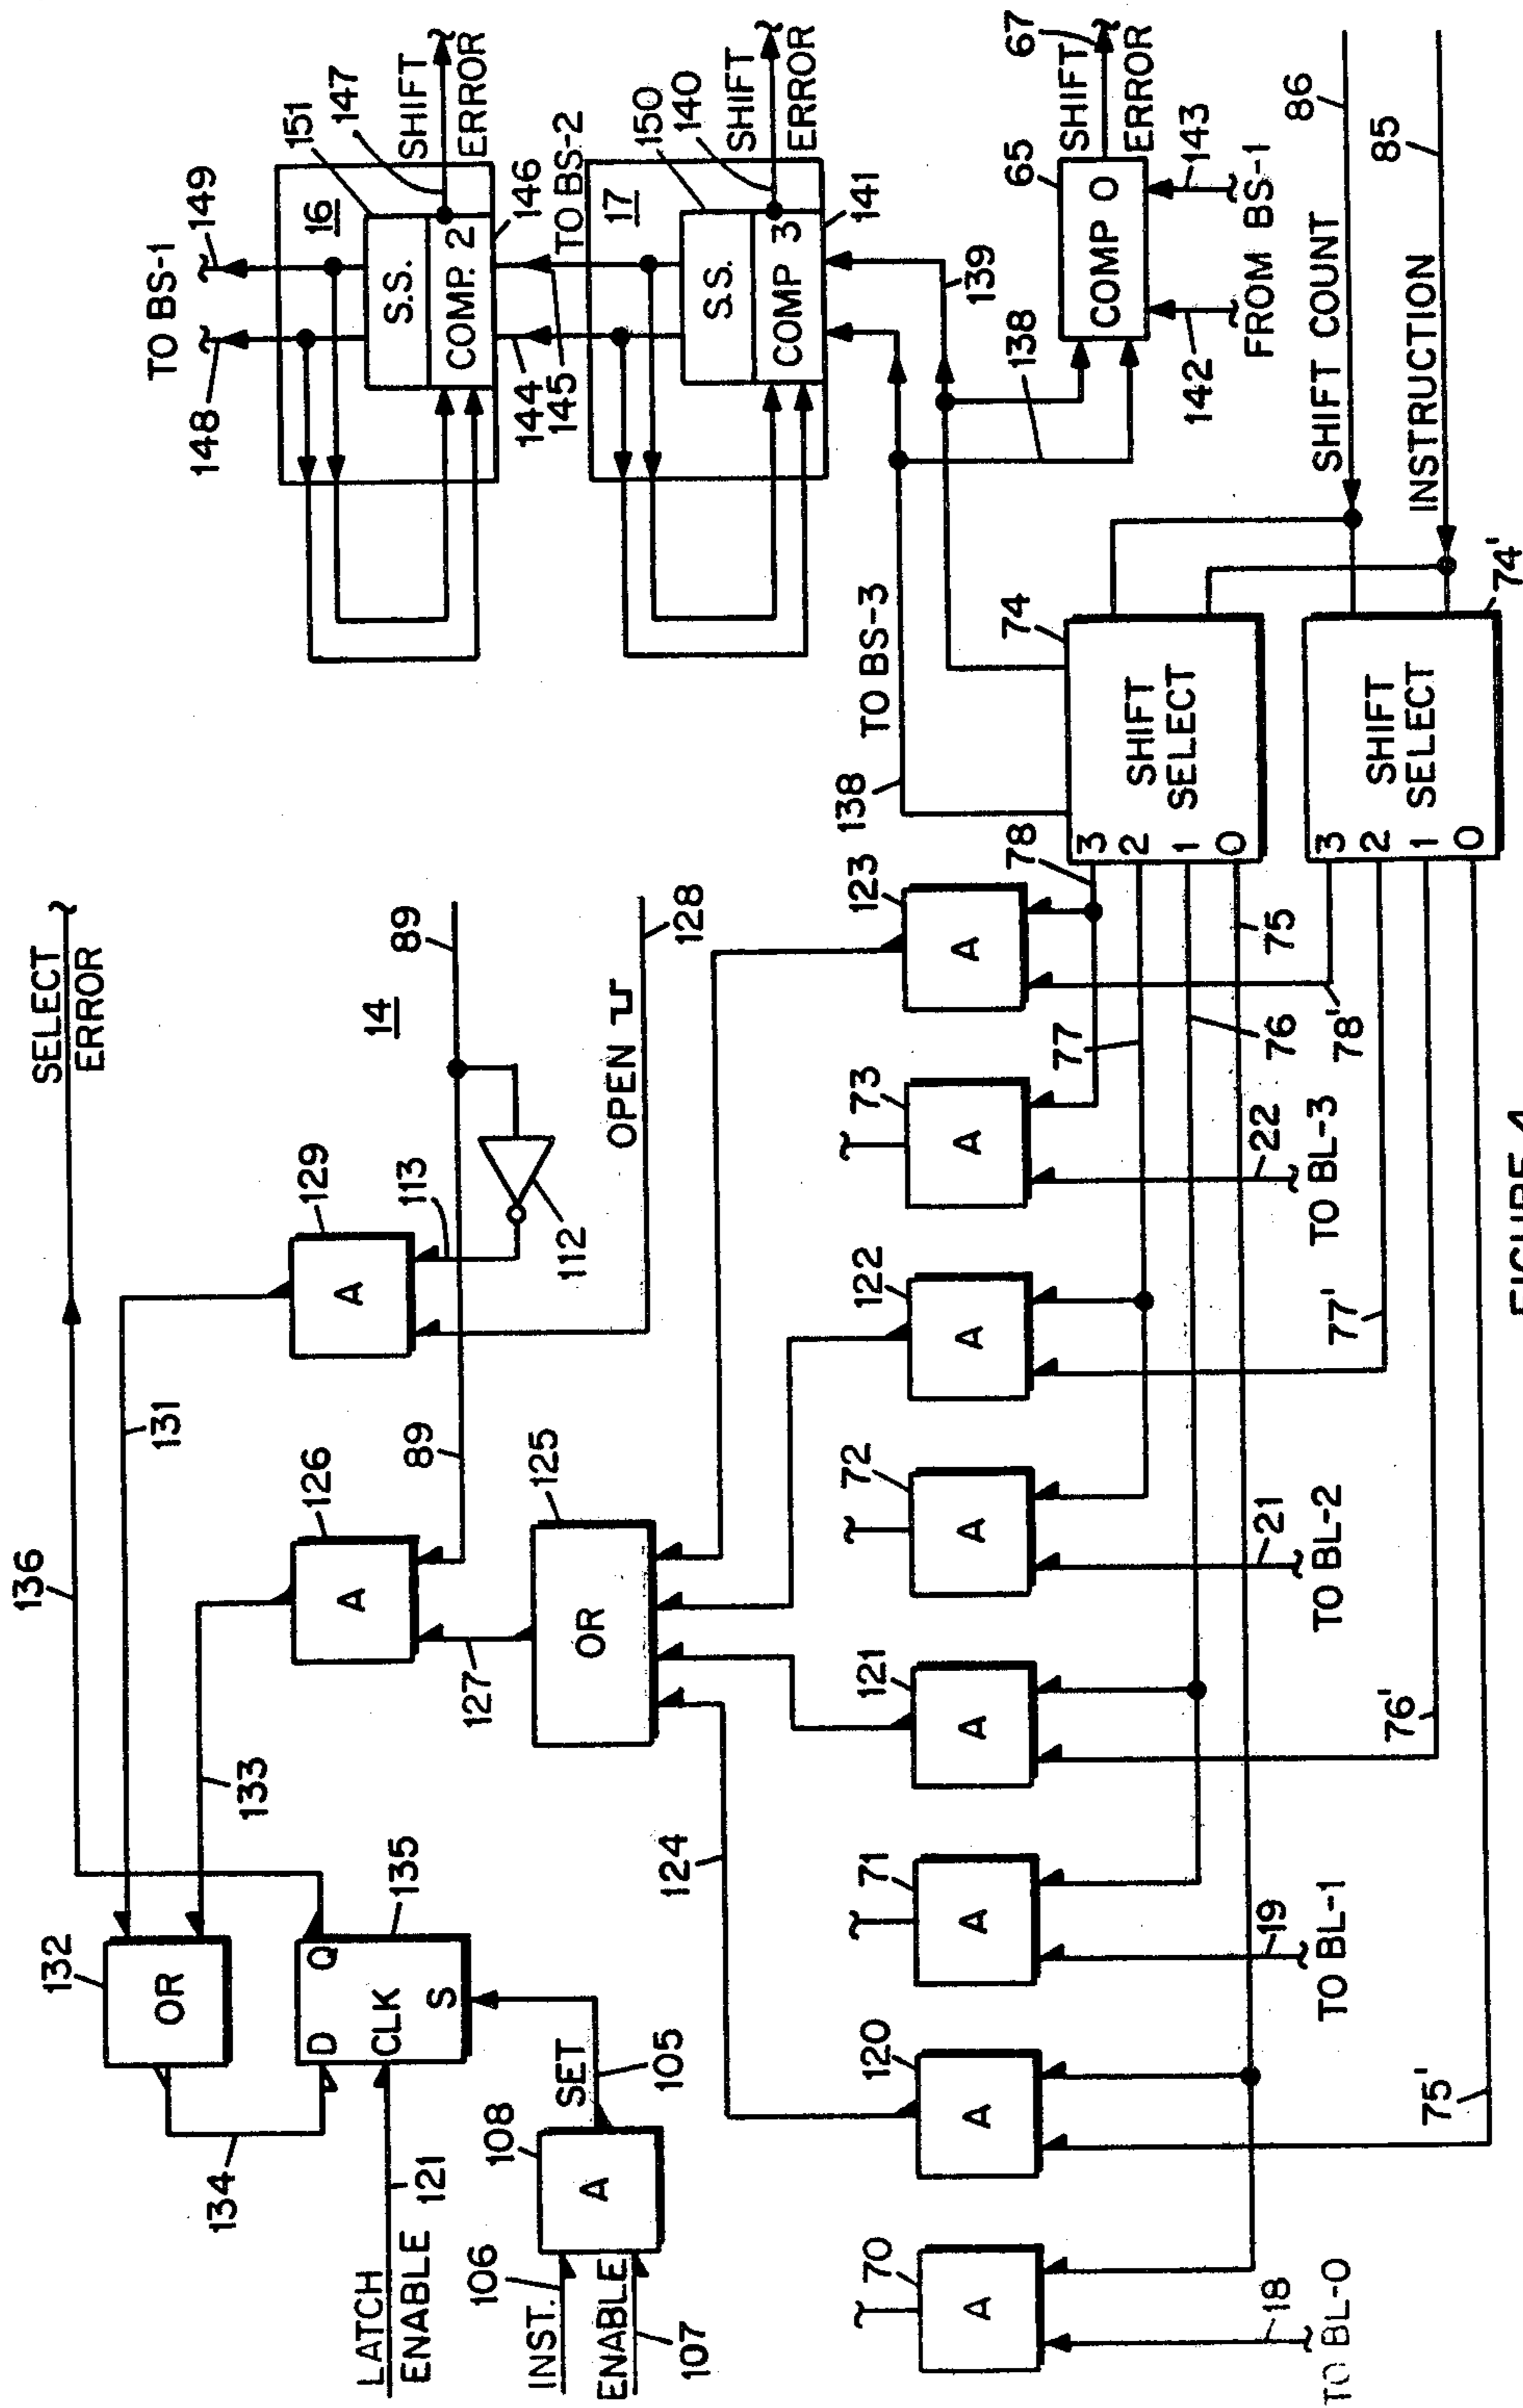 SELECT
ERROR
136
131
132
OR
133
134
D
Q
CLK
S
135
LATCH
ENABLE
121
INST.
106
ENABLE
107
108
A
SET
105
126
A
127
129
A
113
112
89
89
14
OPEN
128
125
OR
124
70
A
18
TO BL-0
120
A
71
A
19
TO BL-1
121
A
72
A
21
TO BL-2
122
A
73
A
22
TO BL-3
123
A
75'
76'
77'
78'
75
76
77
78
3
2
1
0
SHIFT
SELECT
74
3
2
1
0
SHIFT
SELECT
74'
138
TO BS-3
138
139
SHIFT COUNT
86
INSTRUCTION
85
65
COMP 0
SHIFT
ERROR
67
142
143
FROM BS-1
TO BS-2
17
150
S.S.
COMP 3
140
141
SHIFT
ERROR
144
145
TO BS-1
148
149
16
151
S.S.
COMP. 2
147
146
SHIFT
ERROR
FIGURE 4